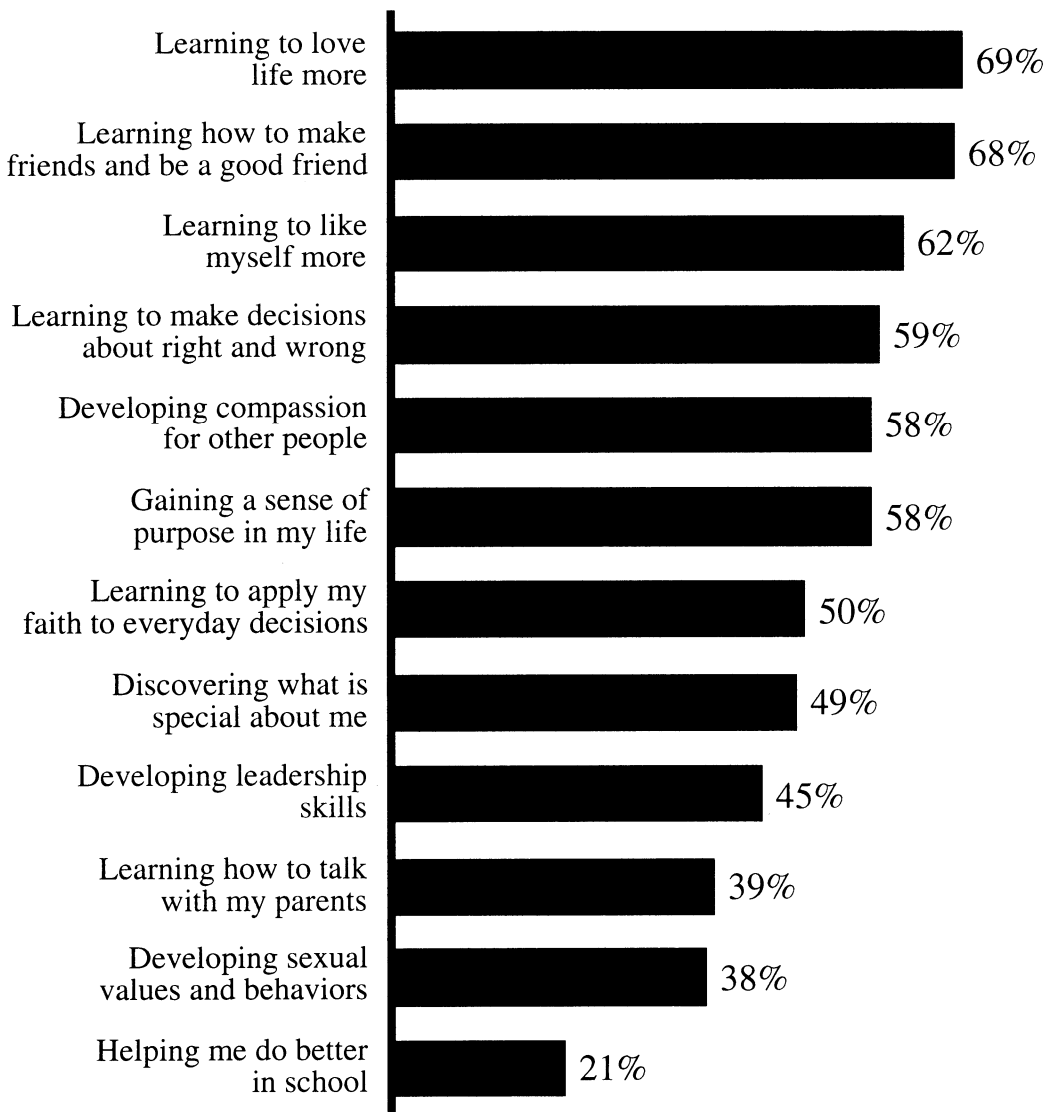 Learning to love
life more
69%
Learning how to make
friends and be a good friend
68%
Learning to like
myself more
62%
Learning to make decisions
about right and wrong
59%
Developing compassion
for other people
58%
Gaining a sense of
purpose in my life
58%
Learning to apply my
faith to everyday decisions
50%
Discovering what is
special about me
49%
Developing leadership
skills
45%
Learning how to talk
with my parents
39%
Developing sexual
values and behaviors
38%
Helping me do better
in school
21%